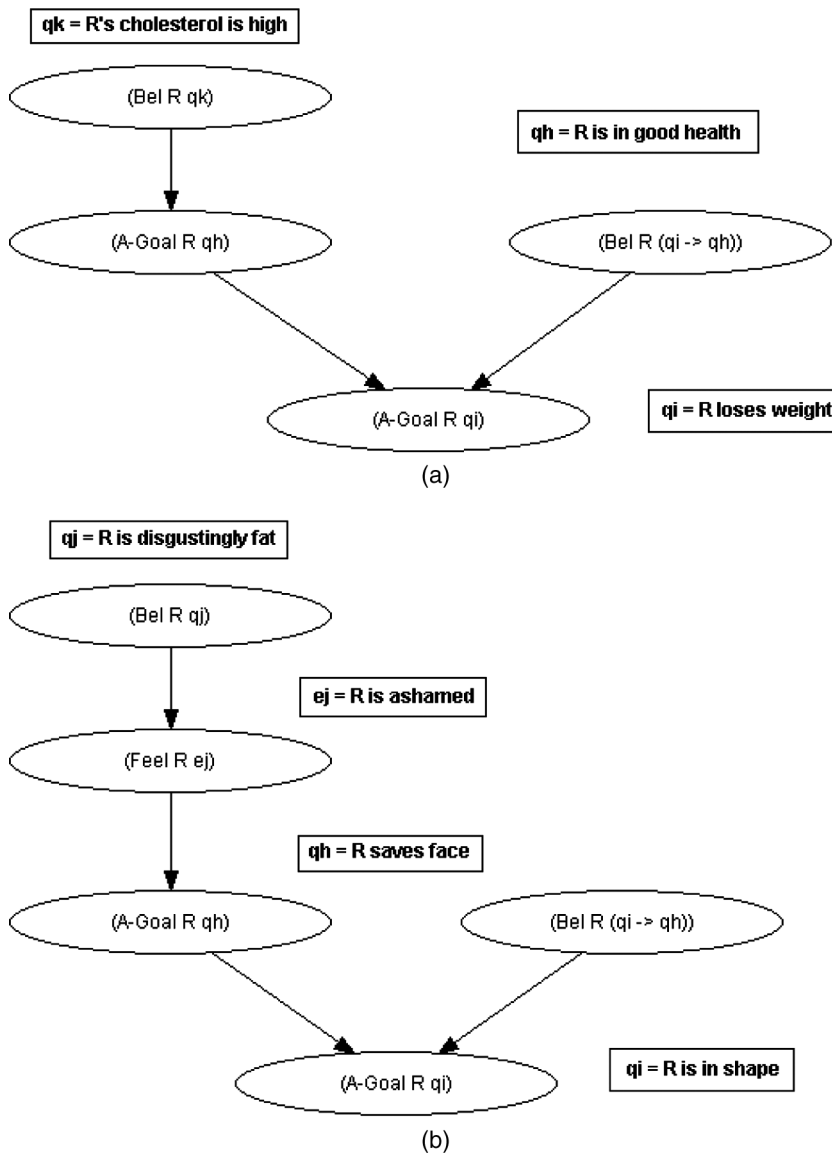 qk = R's cholesterol is high
(Bel R qk)
qh = R is in good health
(A-Goal R qh)
(Bel R (qi -> qh))
(A-Goal R qi)
qi = R loses weight
(a)
qj = R is disgustingly fat
(Bel R qj)
ej = R is ashamed
(Feel R ej)
qh = R saves face
(A-Goal R qh)
(Bel R (qi -> qh))
(A-Goal R qi)
qi = R is in shape
(b)